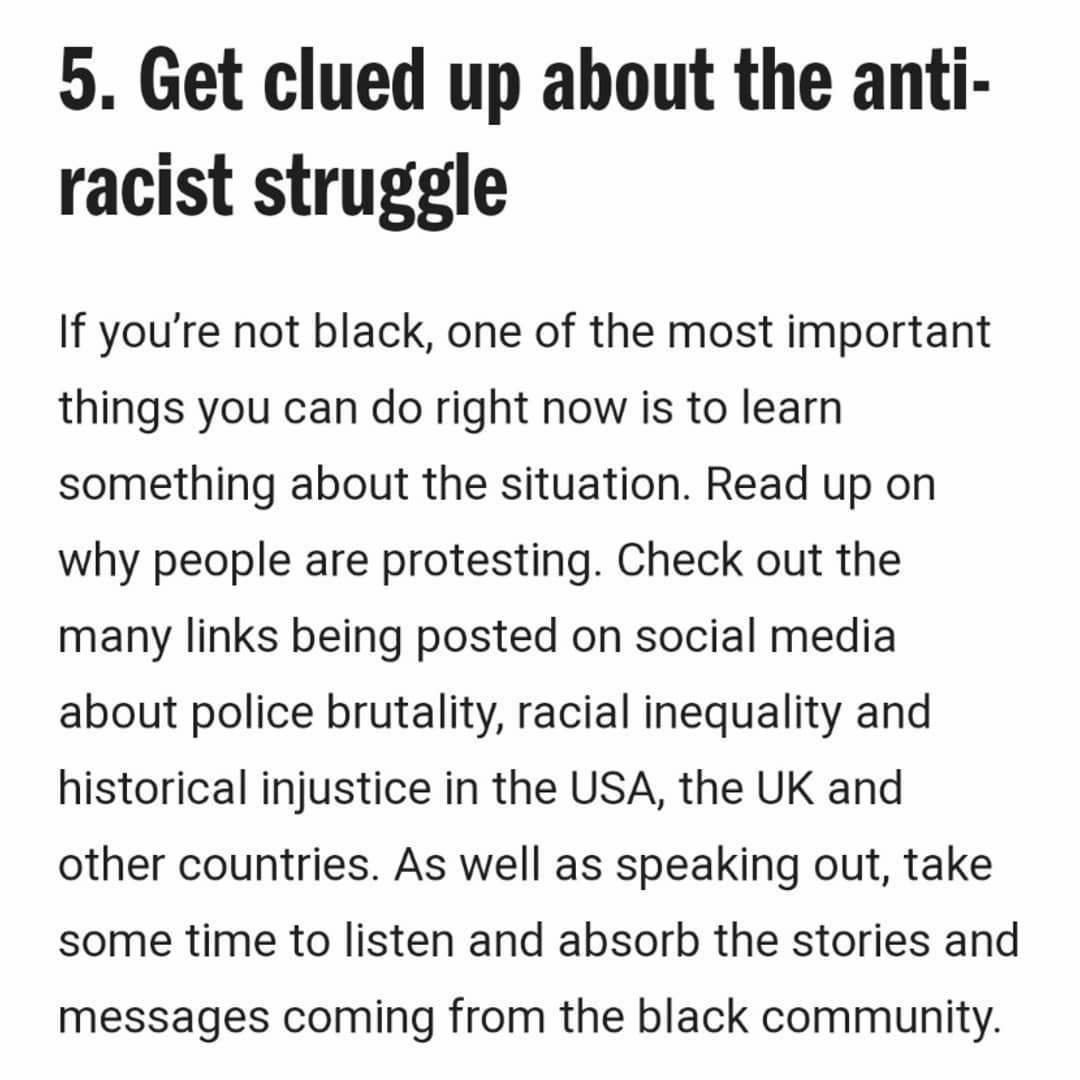 5. Get clued up about the anti-
racist struggle
If you’re not black, one of the most important
things you can do right now is to learn
something about the situation. Read up on
why people are protesting. Check out the
many links being posted on social media
about police brutality, racial inequality and
historical injustice in the USA, the UK and
other countries. As well as speaking out, take
some time to listen and absorb the stories and
messages coming from the black community.